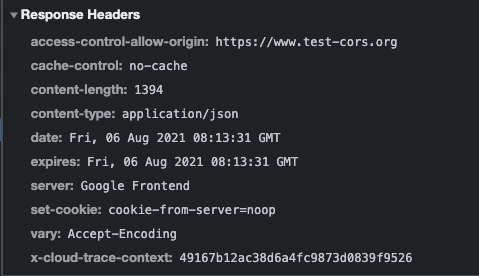 Response Headers
access-control-allow-origin: https://www.test-cors.org
cache-control: no-cache
content-length: 1394
content-type: application/json
date: Fri, 06 Aug 2021 08:13:31 GMT
expires: Fri, 06 Aug 2021 08:13:31 GMT
server: Google Frontend
set-cookie: cookie-from-server=noop
vary: Accept-Encoding
x-cloud-trace-context: 49167b12ac38d6a4fc9873d0839f9526